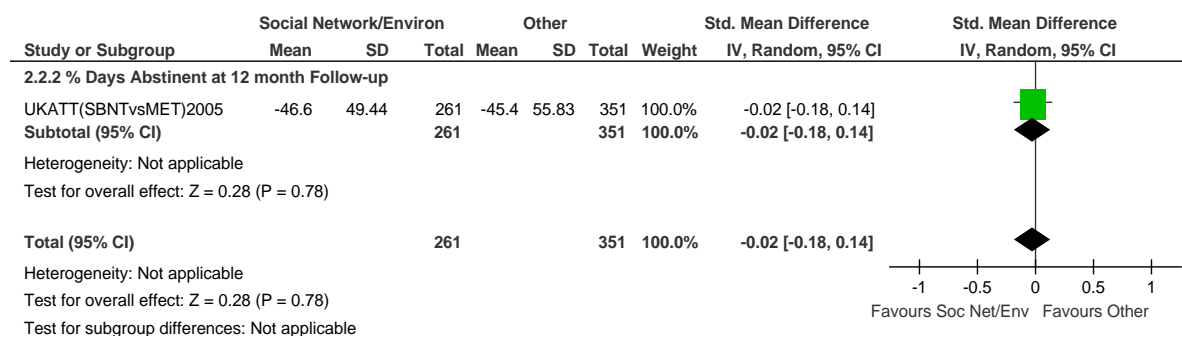 Social Network/Environ Other Std. Mean Difference Std. Mean Difference
Study or Subgroup Mean SD Total Mean SD Total Weight IV, Random, 95% CI IV, Random, 95% CI
2.2.2 % Days Abstinent at 12 month Follow-up
UKATT(SBNTvsMET)2005 -46.6 49.44 261 -45.4 55.83 351 100.0% -0.02 [-0.18, 0.14]
Subtotal (95% CI) 261 351 100.0% -0.02 [-0.18, 0.14]
Heterogeneity: Not applicable
Test for overall effect: Z = 0.28 (P = 0.78)
Total (95% CI) 261 351 100.0% -0.02 [-0.18, 0.14]
Heterogeneity: Not applicable
Test for overall effect: Z = 0.28 (P = 0.78)
Test for subgroup differences: Not applicable
-1 -0.5 0 0.5 1
Favours Soc Net/Env Favours Other